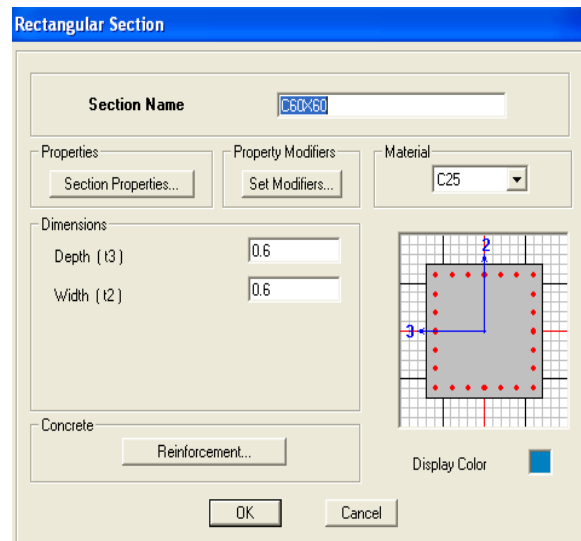 Rectangular Section
Section Name
C60X60
Properties
Section Properties...
Property Modifiers
Set Modifiers...
Material
C25
Dimensions
Depth ( t3 )
0.6
Width ( t2 )
0.6
2
3
Concrete
Reinforcement...
Display Color
OK
Cancel